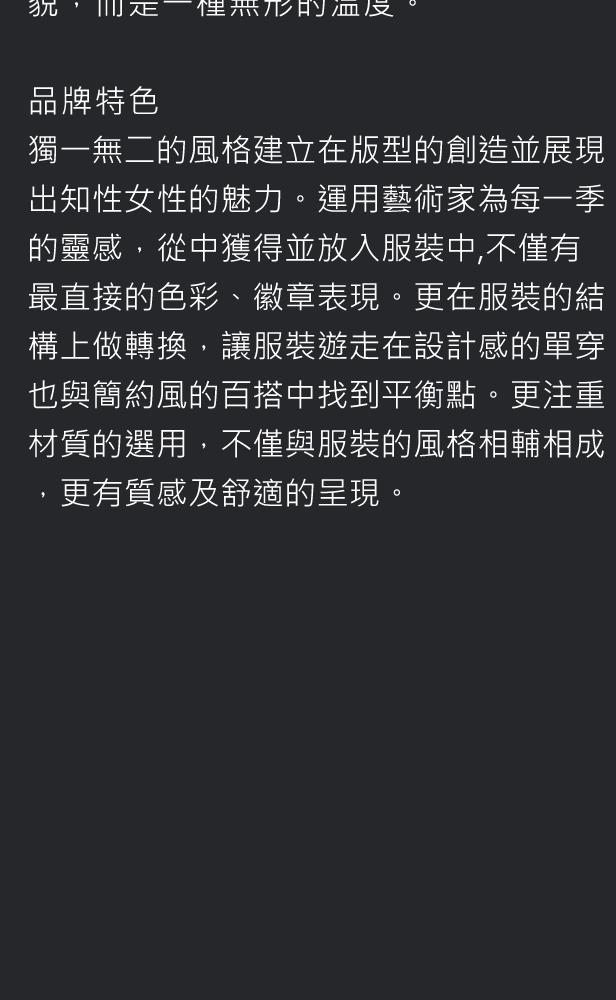 貌，而是一種無形的溫度。
品牌特色
獨一無二的風格建立在版型的創造並展現
出知性女性的魅力。運用藝術家為每一季
的靈感，從中獲得並放入服裝中,不僅有
最直接的色彩、徽章表現。更在服裝的結
構上做轉換，讓服裝遊走在設計感的單穿
也與簡約風的百搭中找到平衡點。更注重
材質的選用，不僅與服裝的風格相輔相成
，更有質感及舒適的呈現。